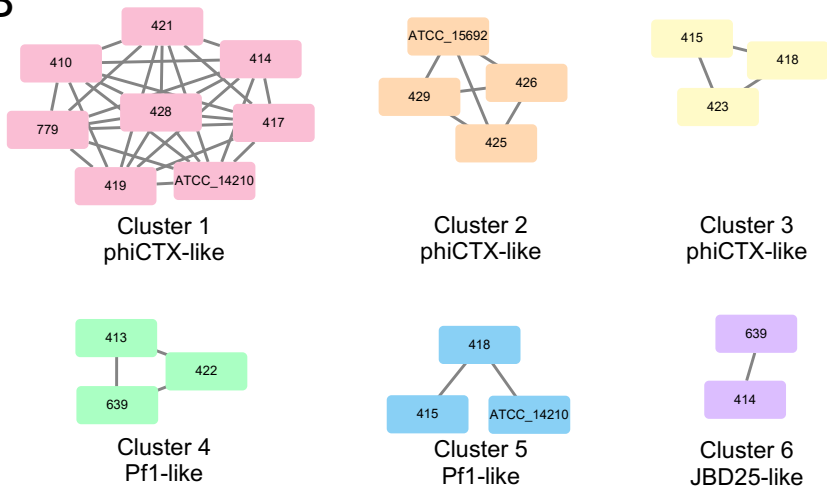 B
421
410
414
428
779
417
419
ATCC_14210
Cluster 1
phiCTX-like
ATCC_15692
426
429
425
Cluster 2
phiCTX-like
415
418
423
Cluster 3
phiCTX-like
413
422
639
Cluster 4
Pf1-like
418
415
ATCC_14210
Cluster 5
Pf1-like
639
414
Cluster 6
JBD25-like